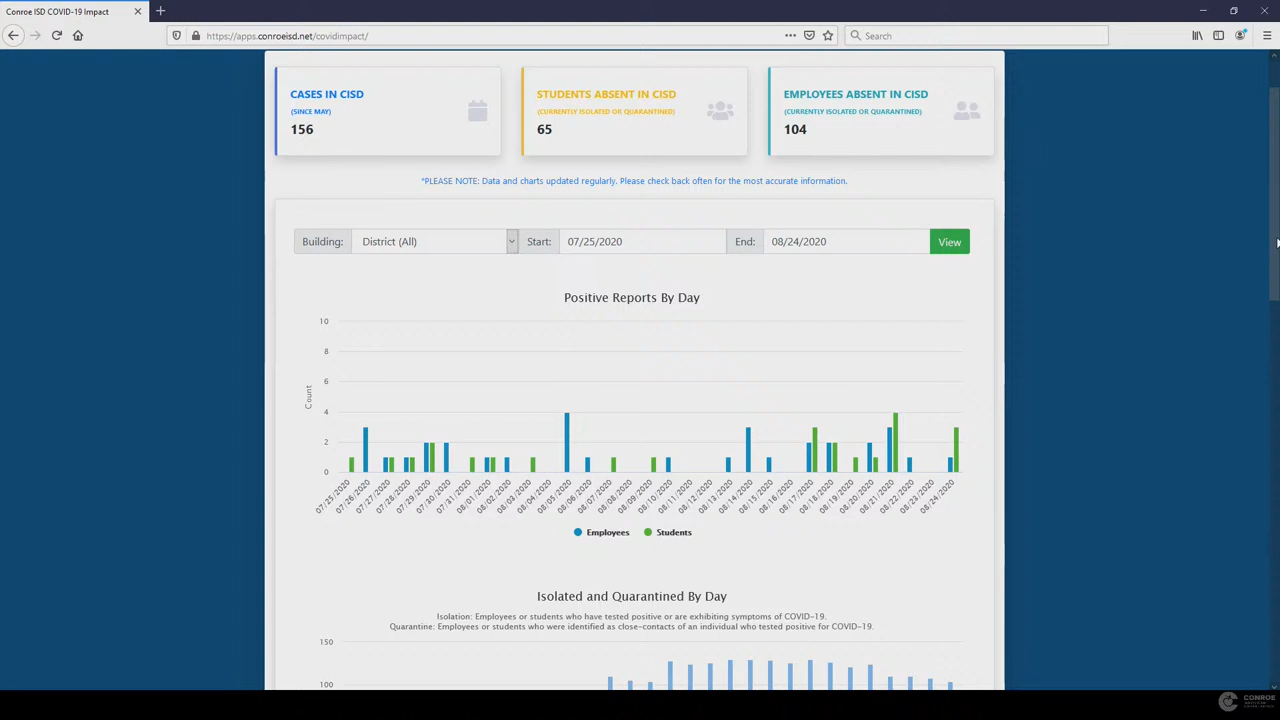 Conroe ISD COVID-19 Impact
https://apps.conroeisd.net/covidimpact/
Search
CASES IN CISD
(SINCE MAY)
156
STUDENTS ABSENT IN CISD
(CURRENTLY ISOLATED OR QUARANTINED)
65
EMPLOYEES ABSENT IN CISD
(CURRENTLY ISOLATED OR QUARANTINED)
104
*PLEASE NOTE: Data and charts updated regularly. Please check back often for the most accurate information.
Building: District (All) Start: 07/25/2020 End: 08/24/2020 View
Positive Reports By Day
10
8
6
4
2
0
Count
07/25/2020 07/26/2020 07/27/2020 07/28/2020 07/29/2020 07/30/2020 07/31/2020 08/01/2020 08/02/2020 08/03/2020 08/04/2020 08/05/2020 08/06/2020 08/07/2020 08/08/2020 08/09/2020 08/10/2020 08/11/2020 08/12/2020 08/13/2020 08/14/2020 08/15/2020 08/16/2020 08/17/2020 08/18/2020 08/19/2020 08/20/2020 08/21/2020 08/22/2020 08/23/2020 08/24/2020
Employees Students
Isolated and Quarantined By Day
Isolation: Employees or students who have tested positive or are exhibiting symptoms of COVID-19.
Quarantine: Employees or students who were identified as close-contacts of an individual who tested positive for COVID-19.
150
100
CONROE